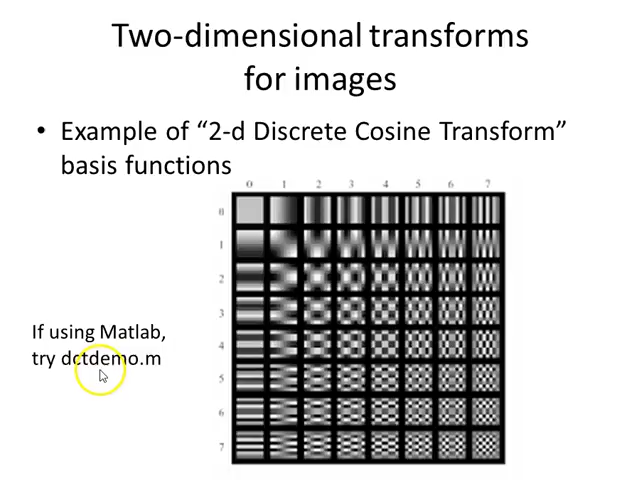 Two-dimensional transforms
for images
• Example of “2-d Discrete Cosine Transform”
basis functions
0 1 2 3 4 5 6 7
0
1
2
3
If using Matlab,
4
try dctdemo.m
5
6
7